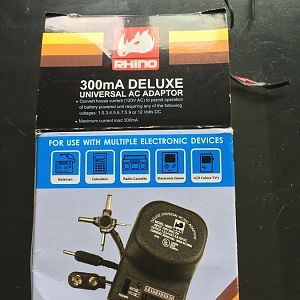 RHINO
300mA DELUXE
UNIVERSAL AC ADAPTOR
• Convert house current (120V AC) to permit operation
of battery powered unit requiring any of the following
voltages: 1.5,3,4.5,6,7.5,9 or 12 Volts DC
• Maximum current load 300mA
FOR USE WITH MULTIPLE ELECTRONIC DEVICES
Walkman
Calculator
Radio Cassette
Electronic Game
LCD Colour TV's